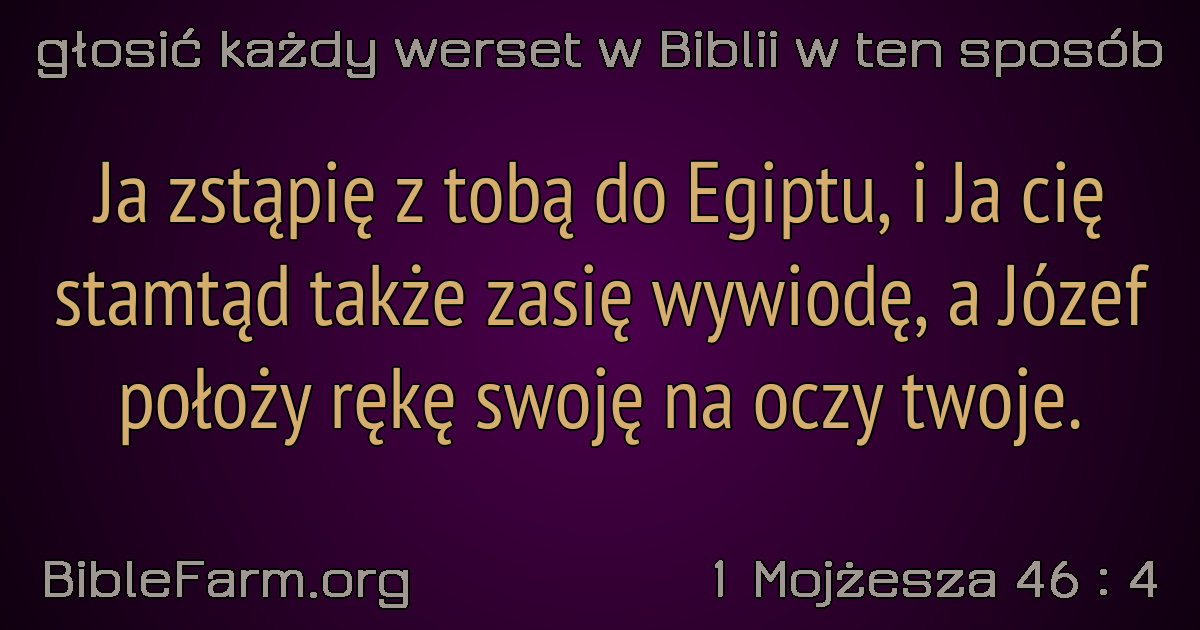 głosić każdy werset w Biblii w ten sposób
Ja zstąpię z tobą do Egiptu, i Ja cię
stamtąd także zasię wywiodę, a Józef
położy rękę swoję na oczy twoje.
BibleFarm.org
1 Mojżesza 46 : 4